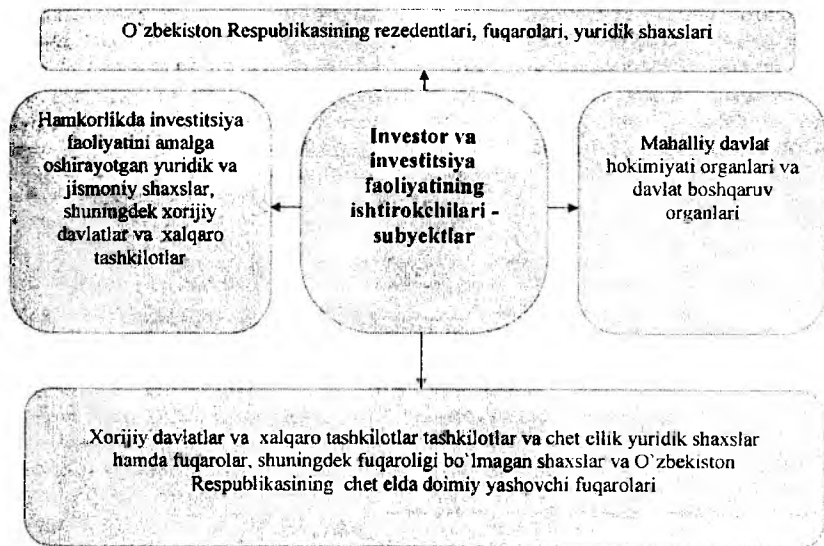 O`zbekiston Respublikasining rezedentlari, fuqarolari, yuridik shaxslari
Hamkorlikda investitsiya
faoliyatini amalga
oshirayotgan yuridik va
jismoniy shaxslar,
shuningdek xorijiy
davlatlar va xalqaro
tashkilotlar
Investor va
investitsiya
faoliyatining
ishtirokchilari -
subyektlar
Mahalliy davlat
hokimiyati organlari va
davlat boshqaruv
organlari
Xorijiy davlatlar va xalqaro tashkilotlar tashkilotlar va chet ellik yuridik shaxslar
hamda fuqarolar, shuningdek fuqaroligi bo`lmagan shaxslar va O`zbekiston
Respublikasining chet elda doimiy yashovchi fuqarolari